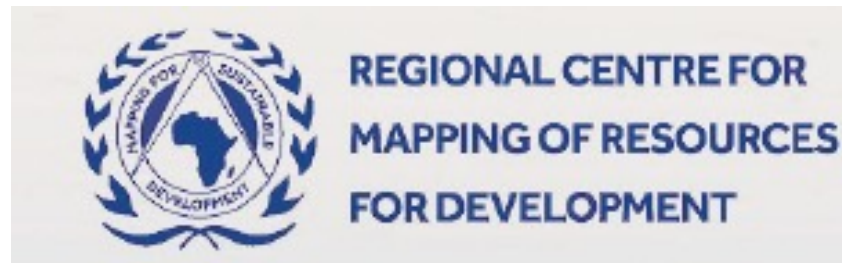 MAPPING FOR SUSTAINABLE
DEVELOPMENT
REGIONAL CENTRE FOR
MAPPING OF RESOURCES
FOR DEVELOPMENT